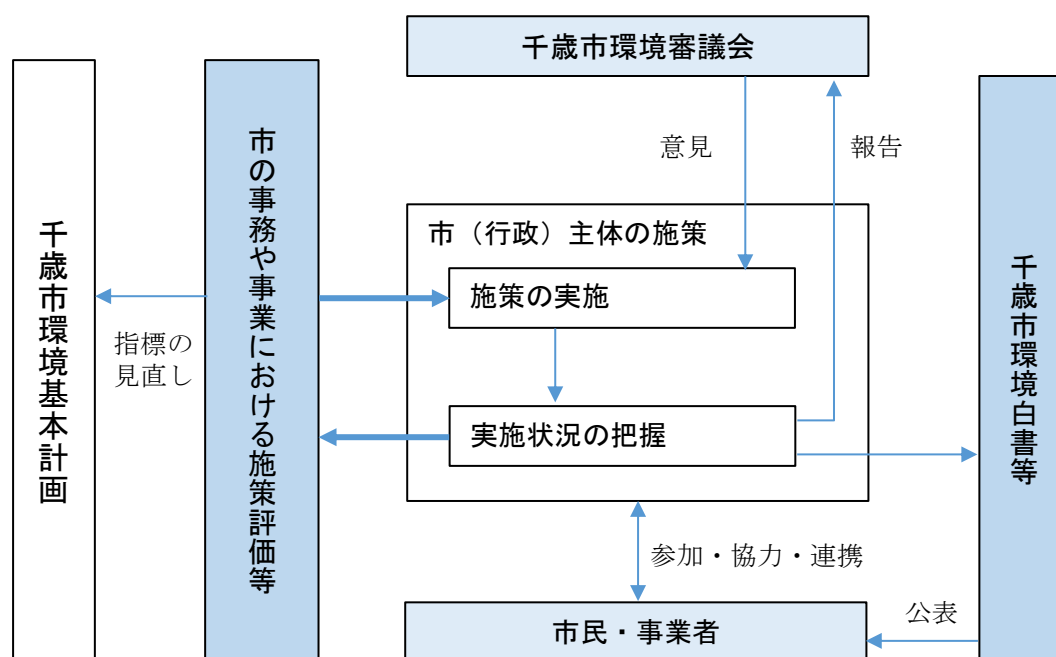 千歳市環境審議会
意見
報告
千歳市環境基本計画
指標の
見直し
市の事務や事業における施策評価等
市（行政）主体の施策
施策の実施
実施状況の把握
千歳市環境白書等
参加・協力・連携
市民・事業者
公表